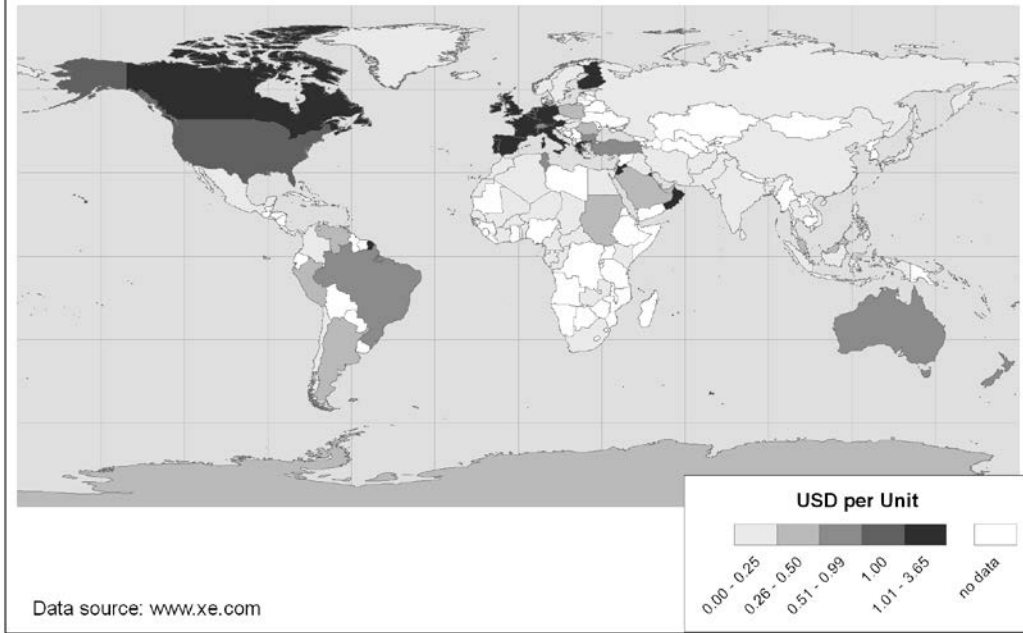 USD per Unit
0.00 - 0.25
0.26 - 0.50
0.51 - 0.99
1.00
1.01 - 3.65
no data
Data source: www.xe.com